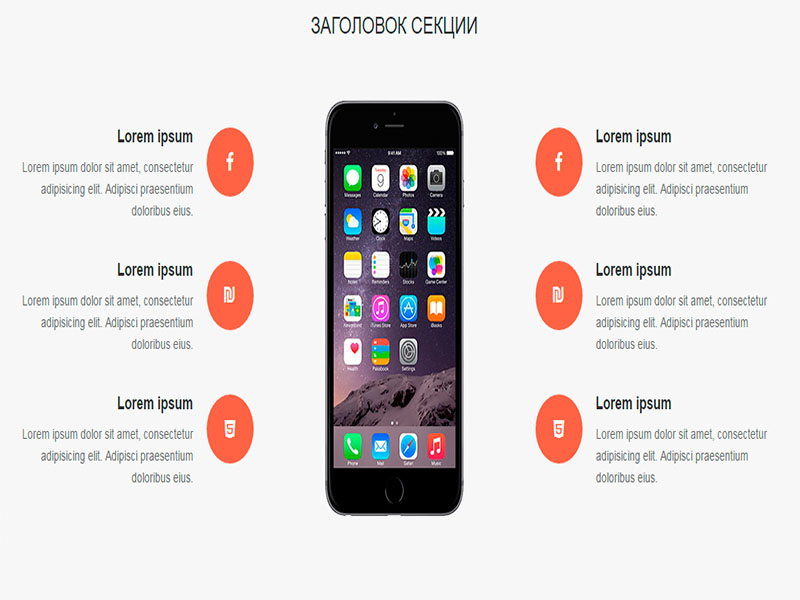 ЗАГОЛОВОК СЕКЦИИ
Lorem ipsum
Lorem ipsum dolor sit amet, consectetur
adipisicing elit. Adipisci praesentium
doloribus eius.
Lorem ipsum
Lorem ipsum dolor sit amet, consectetur
adipisicing elit. Adipisci praesentium
doloribus eius.
Lorem ipsum
Lorem ipsum dolor sit amet, consectetur
adipisicing elit. Adipisci praesentium
doloribus eius.
9:41 AM 100%
Messages Calendar Photos Camera
Weather Clock Maps Videos
Notes Reminders Stocks Game Center
Newsstand iTunes Store App Store iBooks
Health Passbook Settings
Phone Mail Safari Music
Lorem ipsum
Lorem ipsum dolor sit amet, consectetur
adipisicing elit. Adipisci praesentium
doloribus eius.
Lorem ipsum
Lorem ipsum dolor sit amet, consectetur
adipisicing elit. Adipisci praesentium
doloribus eius.
Lorem ipsum
Lorem ipsum dolor sit amet, consectetur
adipisicing elit. Adipisci praesentium
doloribus eius.